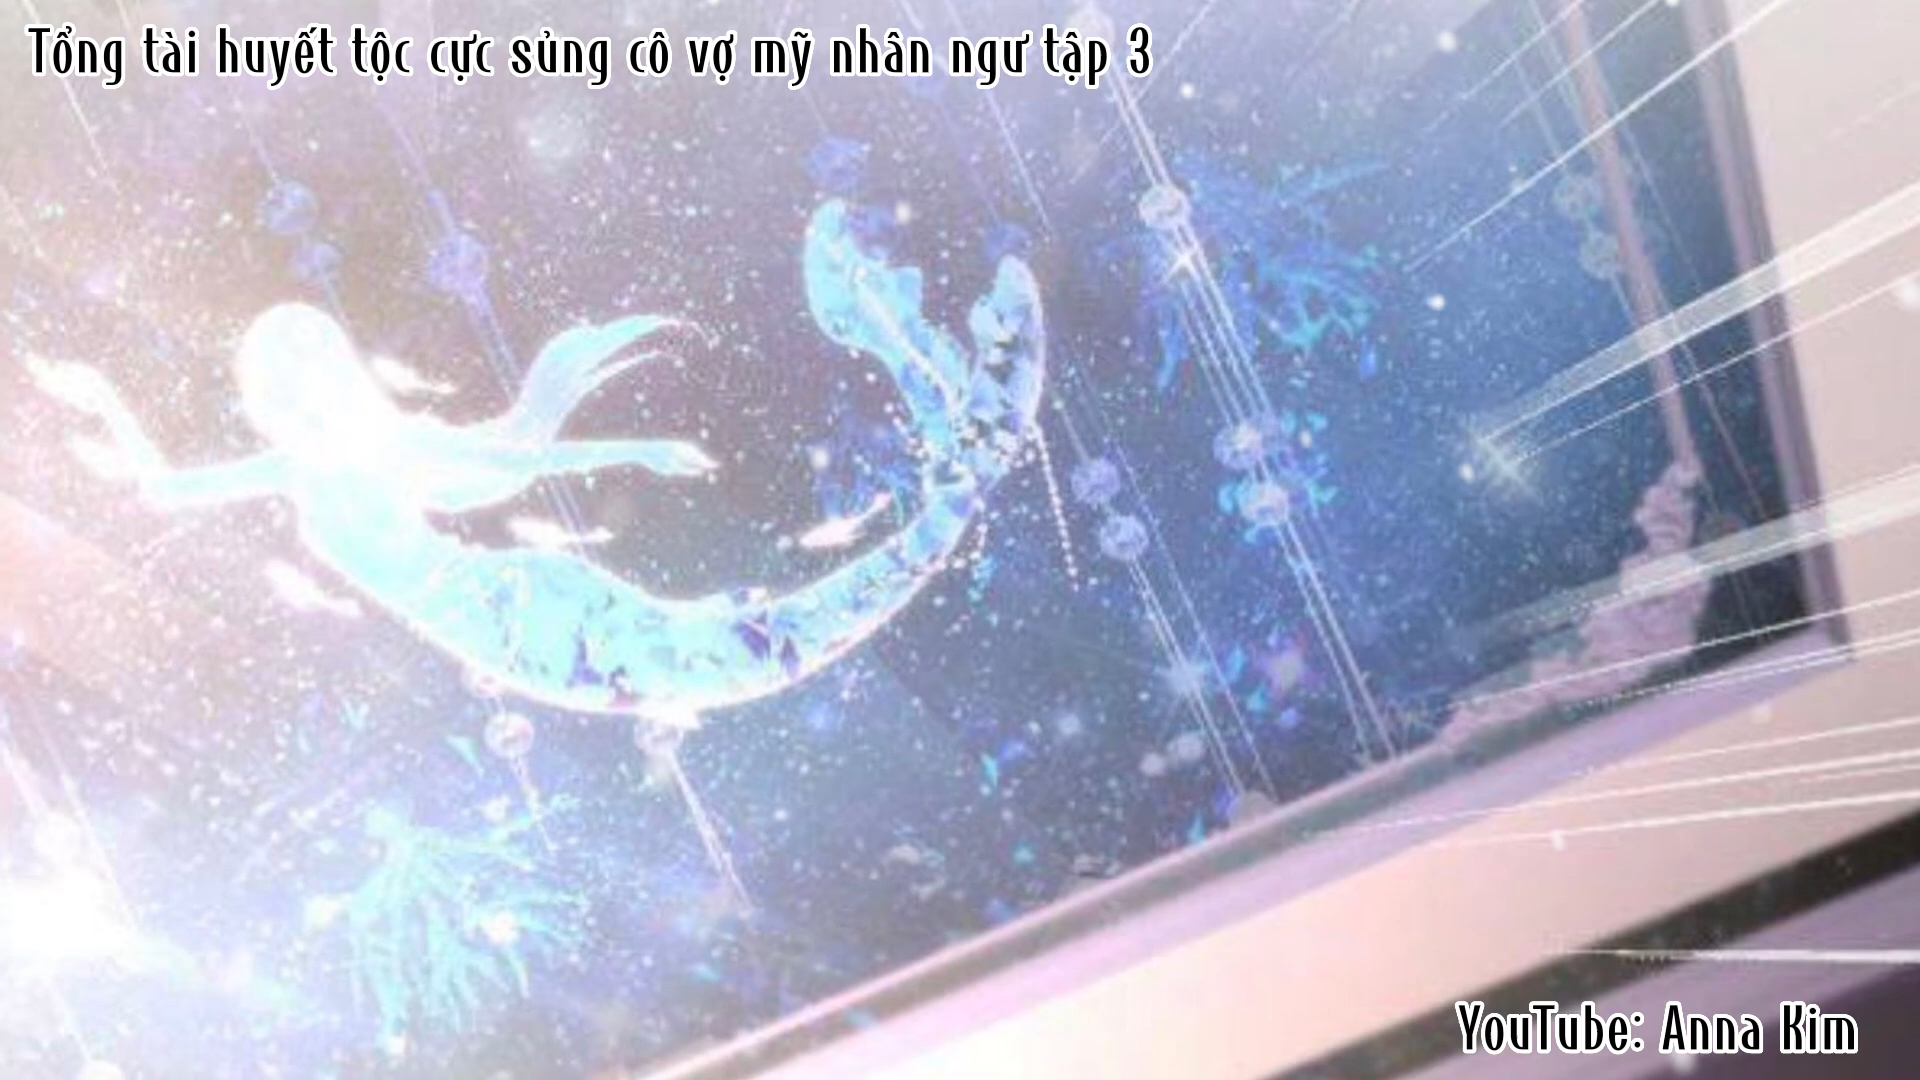 Tổng tài huyết tộc cực sủng cô vợ mỹ nhân ngư tập 3
YouTube: Anna Kim